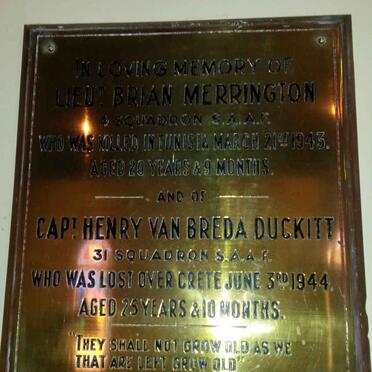 IN LOVING MEMORY OF
LIEUT BRIAN MERRINGTON
SQUADRON S.A.A.F.
WHO WAS KILLED IN TUNISIA MARCH 21ST 1943.
AGED 20 YEARS & 9 MONTHS.
AND OF
CAPT HENRY VAN BREDA DUCKITT
31 SQUADRON S.A.A.F.
WHO WAS LOST OVER CRETE JUNE 3RD 1944.
AGED 25 YEARS & 10 MONTHS.
"THEY SHALL NOT GROW OLD AS WE
THAT ARE LEFT GROW OLD"